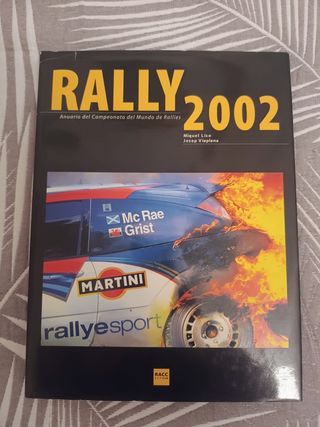 RALLY
2002
Anuario del Campeonato del Mundo de Rallies
Miquel Liso
Josep Viaplana
Mc Rae
Grist
MARTINI
rallyesport
RACC